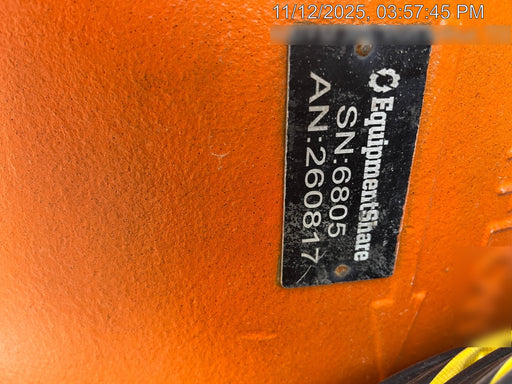 11/12/2025, 03:57:45 PM
EquipmentShare
SN:6805
AN:260817